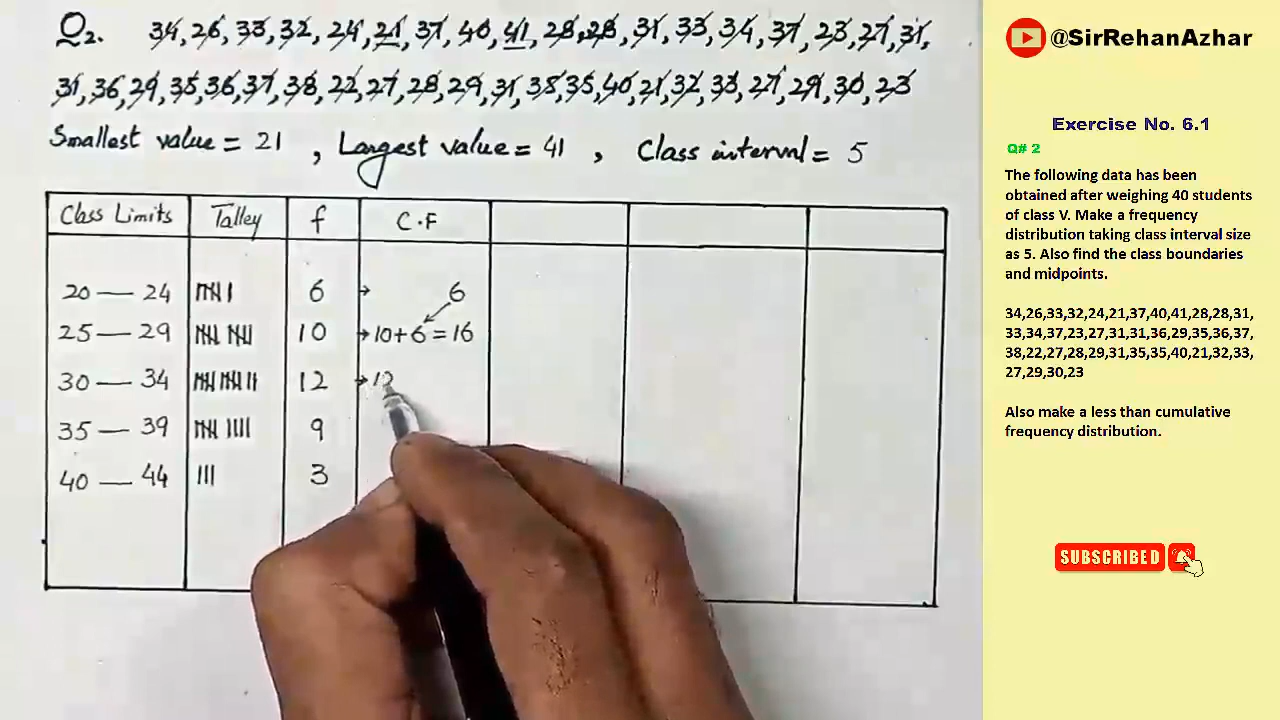 Q2. 34, 26, 33, 32, 24, 21, 37, 40, 41, 28, 28, 31, 33, 34, 37, 23, 27, 31,
31, 36, 29, 35, 36, 37, 38, 22, 27, 28, 29, 31, 35, 35, 40, 21, 32, 33, 27, 29, 30, 23
Smallest value = 21 , Largest value = 41 , Class interval = 5
Class Limits Talley f C.F
20 — 24 6 6
25 — 29 10 10+6=16
30 — 34 12 12
35 — 39 9
40 — 44 3
@SirRehanAzhar
Exercise No. 6.1
Q# 2
The following data has been
obtained after weighing 40 students
of class V. Make a frequency
distribution taking class interval size
as 5. Also find the class boundaries
and midpoints.
34,26,33,32,24,21,37,40,41,28,28,31,
33,34,37,23,27,31,31,36,29,35,36,37,
38,22,27,28,29,31,35,35,40,21,32,33,
27,29,30,23
Also make a less than cumulative
frequency distribution.
SUBSCRIBED